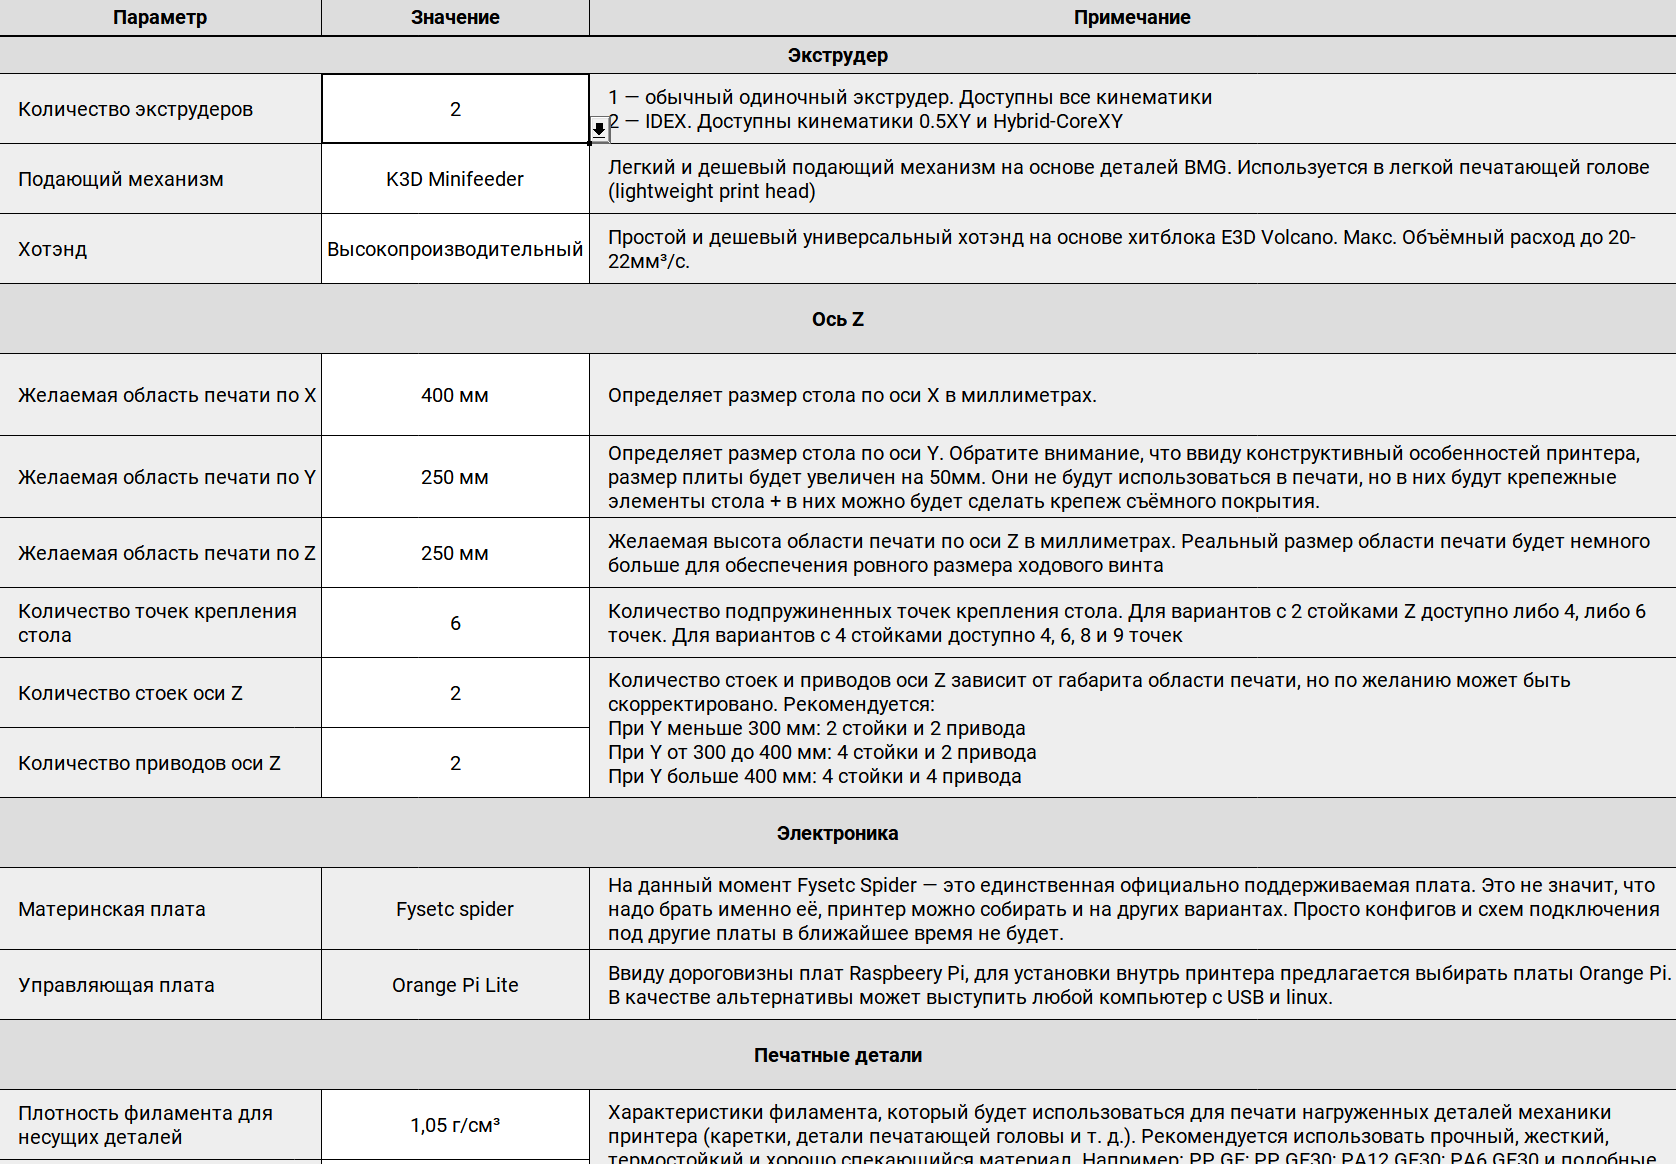 Параметр Значение Примечание
Экструдер
Количество экструдеров 2 1 — обычный одиночный экструдер. Доступны все кинематики
2 — IDEX. Доступны кинематики 0.5XY и Hybrid-CoreXY
Подающий механизм K3D Minifeeder Легкий и дешевый подающий механизм на основе деталей BMG. Используется в легкой печатающей голове
(lightweight print head)
Хотэнд Высокопроизводительный Простой и дешевый универсальный хотэнд на основе хитблока E3D Volcano. Макс. Объёмный расход до 20-
22мм³/с.
Ось Z
Желаемая область печати по X 400 мм Определяет размер стола по оси X в миллиметрах.
Желаемая область печати по Y 250 мм Определяет размер стола по оси Y. Обратите внимание, что ввиду конструктивный особенностей принтера,
размер плиты будет увеличен на 50мм. Они не будут использоваться в печати, но в них будут крепежные
элементы стола + в них можно будет сделать крепеж съёмного покрытия.
Желаемая область печати по Z 250 мм Желаемая высота области печати по оси Z в миллиметрах. Реальный размер области печати будет немного
больше для обеспечения ровного размера ходового винта
Количество точек крепления
стола 6 Количество подпружиненных точек крепления стола. Для вариантов с 2 стойками Z доступно либо 4, либо 6
точек. Для вариантов с 4 стойками доступно 4, 6, 8 и 9 точек
Количество стоек оси Z 2 Количество стоек и приводов оси Z зависит от габарита области печати, но по желанию может быть
скорректировано. Рекомендуется:
При Y меньше 300 мм: 2 стойки и 2 привода
Количество приводов оси Z 2 При Y от 300 до 400 мм: 4 стойки и 2 привода
При Y больше 400 мм: 4 стойки и 4 привода
Электроника
Материнская плата Fysetc spider На данный момент Fysetc Spider — это единственная официально поддерживаемая плата. Это не значит, что
надо брать именно её, принтер можно собирать и на других вариантах. Просто конфигов и схем подключения
под другие платы в ближайшее время не будет.
Управляющая плата Orange Pi Lite Ввиду дороговизны плат Raspbeery Pi, для установки внутрь принтера предлагается выбирать платы Orange Pi.
В качестве альтернативы может выступить любой компьютер с USB и linux.
Печатные детали
Плотность филамента для
несущих деталей 1,05 г/см³ Характеристики филамента, который будет использоваться для печати нагруженных деталей механики
принтера (каретки, детали печатающей головы и т. д.). Рекомендуется использовать прочный, жесткий,
термостойкий и хорошо спекающийся материал. Например: PP GF; PP GF30; PA12 GF30; PA6 GF30 и подобные